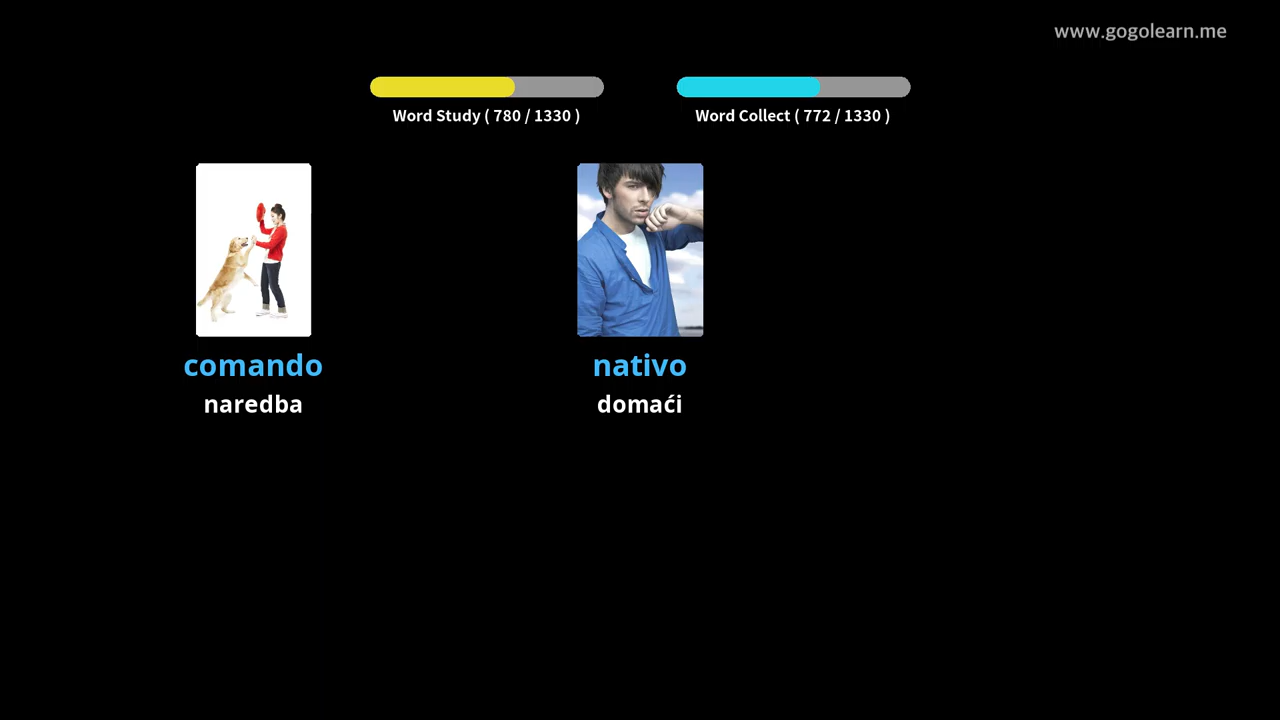 www.gogolearn.me
Word Study ( 780 / 1330 )
Word Collect ( 772 / 1330 )
comando
naredba
nativo
domaći